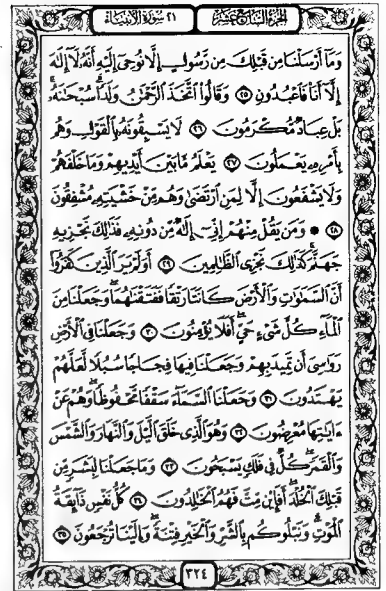 الجزء السابع عشر
٢١ سورة الأنبياء
وَمَآ أَرْسَلْنَا مِن قَبْلِكَ مِن رَّسُولٍ إِلَّا نُوحِىٓ إِلَيْهِ أَنَّهُۥ لَآ إِلَٰهَ
إِلَّآ أَنَا۠ فَٱعْبُدُونِ ٢٥ وَقَالُوا۟ ٱتَّخَذَ ٱلرَّحْمَٰنُ وَلَدًا ۗ سُبْحَٰنَهُۥ ۚ
بَلْ عِبَادٌ مُّكْرَمُونَ ٢٦ لَا يَسْبِقُونَهُۥ بِٱلْقَوْلِ وَهُم
بِأَمْرِهِۦ يَعْمَلُونَ ٢٧ يَعْلَمُ مَا بَيْنَ أَيْدِيهِمْ وَمَا خَلْفَهُمْ
وَلَا يَشْفَعُونَ إِلَّا لِمَنِ ٱرْتَضَىٰ وَهُم مِّنْ خَشْيَتِهِۦ مُشْفِقُونَ
٢٨ ۞ وَمَن يَقُلْ مِنْهُمْ إِنِّىٓ إِلَٰهٌ مِّن دُونِهِۦ فَذَٰلِكَ نَجْزِيهِ
جَهَنَّمَ ۚ كَذَٰلِكَ نَجْزِى ٱلظَّٰلِمِينَ ٢٩ أَوَلَمْ يَرَ ٱلَّذِينَ كَفَرُوٓا۟
أَنَّ ٱلسَّمَٰوَٰتِ وَٱلْأَرْضَ كَانَتَا رَتْقًا فَفَتَقْنَٰهُمَا ۖ وَجَعَلْنَا مِنَ
ٱلْمَآءِ كُلَّ شَىْءٍ حَىٍّ ۖ أَفَلَا يُؤْمِنُونَ ٣٠ وَجَعَلْنَا فِى ٱلْأَرْضِ
رَوَٰسِىَ أَن تَمِيدَ بِهِمْ وَجَعَلْنَا فِيهَا فِجَاجًا سُبُلًا لَّعَلَّهُمْ
يَهْتَدُونَ ٣١ وَجَعَلْنَا ٱلسَّمَآءَ سَقْفًا مَّحْفُوظًا ۖ وَهُمْ عَنْ
ءَايَٰتِهَا مُعْرِضُونَ ٣٢ وَهُوَ ٱلَّذِى خَلَقَ ٱلَّيْلَ وَٱلنَّهَارَ وَٱلشَّمْسَ
وَٱلْقَمَرَ ۖ كُلٌّ فِى فَلَكٍ يَسْبَحُونَ ٣٣ وَمَا جَعَلْنَا لِبَشَرٍ مِّن
قَبْلِكَ ٱلْخُلْدَ ۖ أَفَإِي۟ن مِّتَّ فَهُمُ ٱلْخَٰلِدُونَ ٣٤ كُلُّ نَفْسٍ ذَآئِقَةُ
ٱلْمَوْتِ ۗ وَنَبْلُوكُم بِٱلشَّرِّ وَٱلْخَيْرِ فِتْنَةً ۖ وَإِلَيْنَا تُرْجَعُونَ ٣٥
٣٢٤